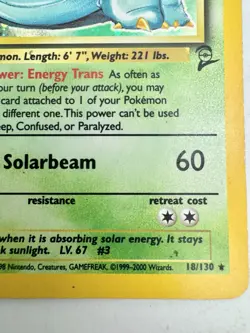 mon. Length: 6' 7", Weight: 221 lbs.
2
wer: Energy Trans As often as
our turn (before your attack), you may
card attached to 1 of your Pokémon
different one. This power can't be used
eep, Confused, or Paralyzed.
Solarbeam 60
resistance retreat cost
when it is absorbing solar energy. It stays
k sunlight. LV. 67 #3
98 Nintendo, Creatures, GAMEFREAK. ©1999-2000 Wizards. 18/130 ★